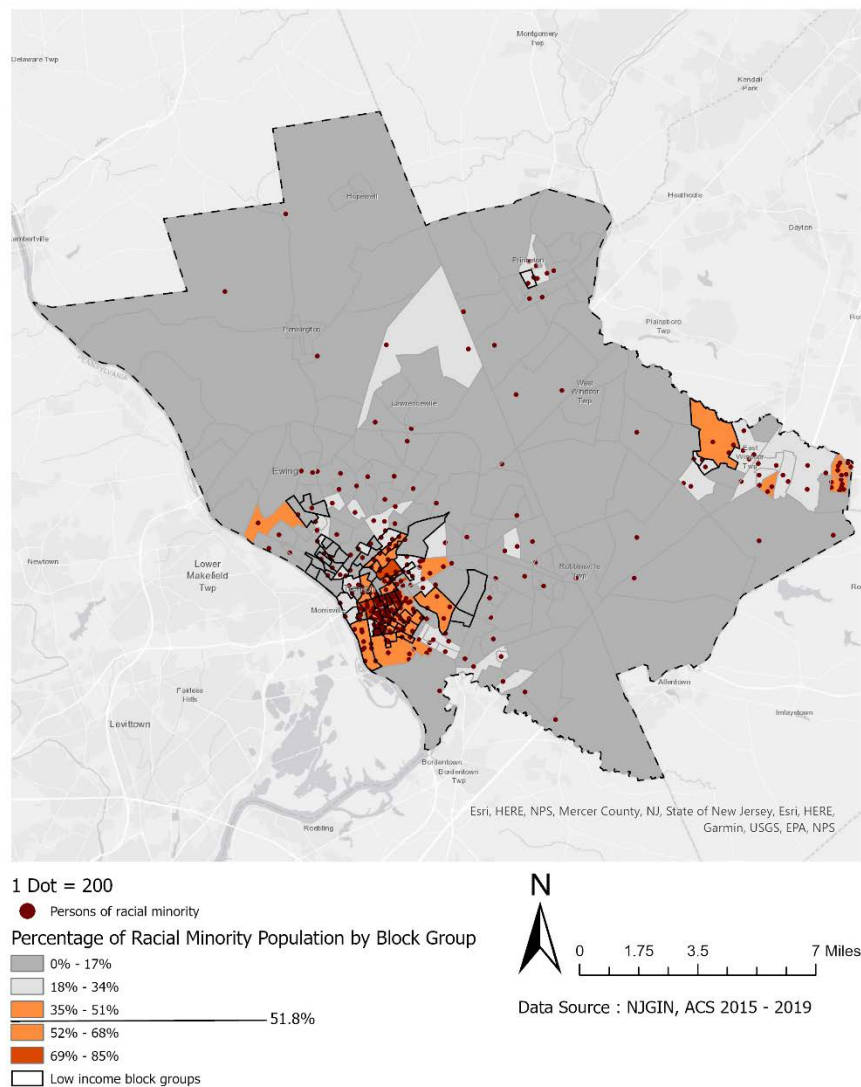 Montgomery
Twp
Delaware Twp
Kendall
Park
Hopewell
Heathcote
Dayton
Princeton
Plainsboro
Twp
Pennington
PENNSYLVANIA
West
Windsor
Twp
Lawrenceville
East
Windsor
Twp
Ewing
Newtown
Lower
Makefield
Twp
Robbinsville
Twp
Morrisville
Allentown
Fairless
Hills
Imlaystown
Levittown
Bordentown
Bordentown
Twp
Roebling
Esri, HERE, NPS, Mercer County, NJ, State of New Jersey, Esri, HERE,
Garmin, USGS, EPA, NPS
1 Dot = 200
Persons of racial minority
Percentage of Racial Minority Population by Block Group
0% - 17%
18% - 34%
35% - 51%
51.8%
52% - 68%
69% - 85%
Low income block groups
N
0 1.75 3.5 7 Miles
Data Source : NJGIN, ACS 2015 - 2019